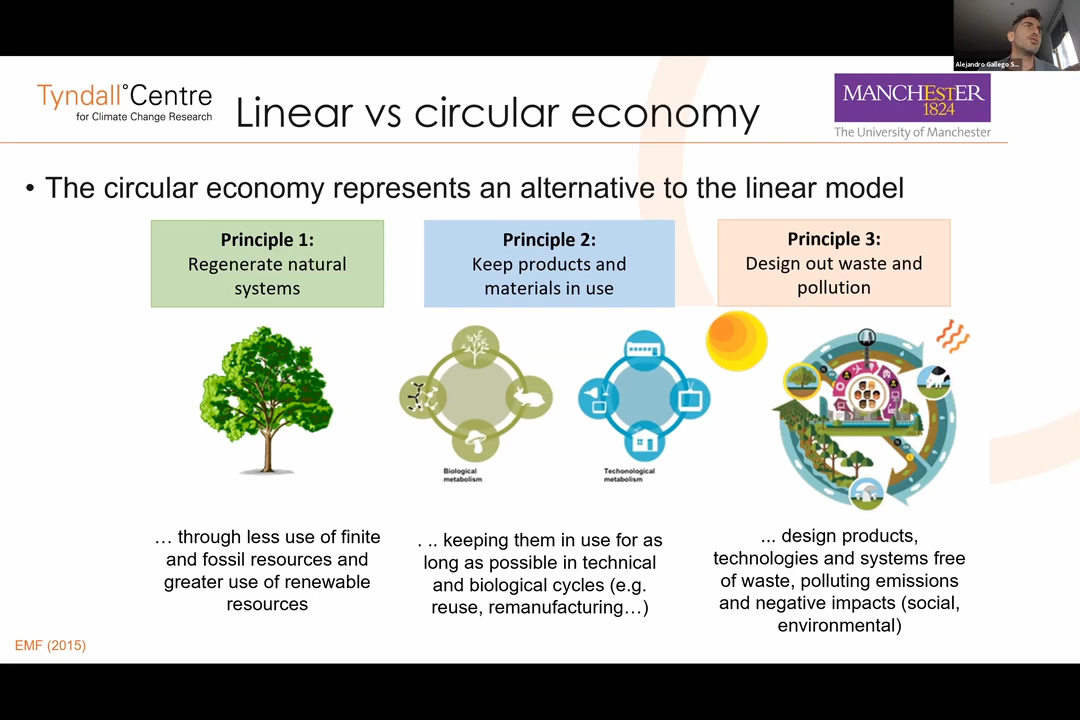 Alejandro Gallego S...
Tyndall°Centre
for Climate Change Research
Linear vs circular economy
MANCHESTER
1824
The University of Manchester
• The circular economy represents an alternative to the linear model
Principle 1:
Regenerate natural
systems
Principle 2:
Keep products and
materials in use
Principle 3:
Design out waste and
pollution
Biological
metabolism
Techonological
metabolism
… through less use of finite
and fossil resources and
greater use of renewable
resources
. .. keeping them in use for as
long as possible in technical
and biological cycles (e.g.
reuse, remanufacturing…)
... design products,
technologies and systems free
of waste, polluting emissions
and negative impacts (social,
environmental)
EMF (2015)